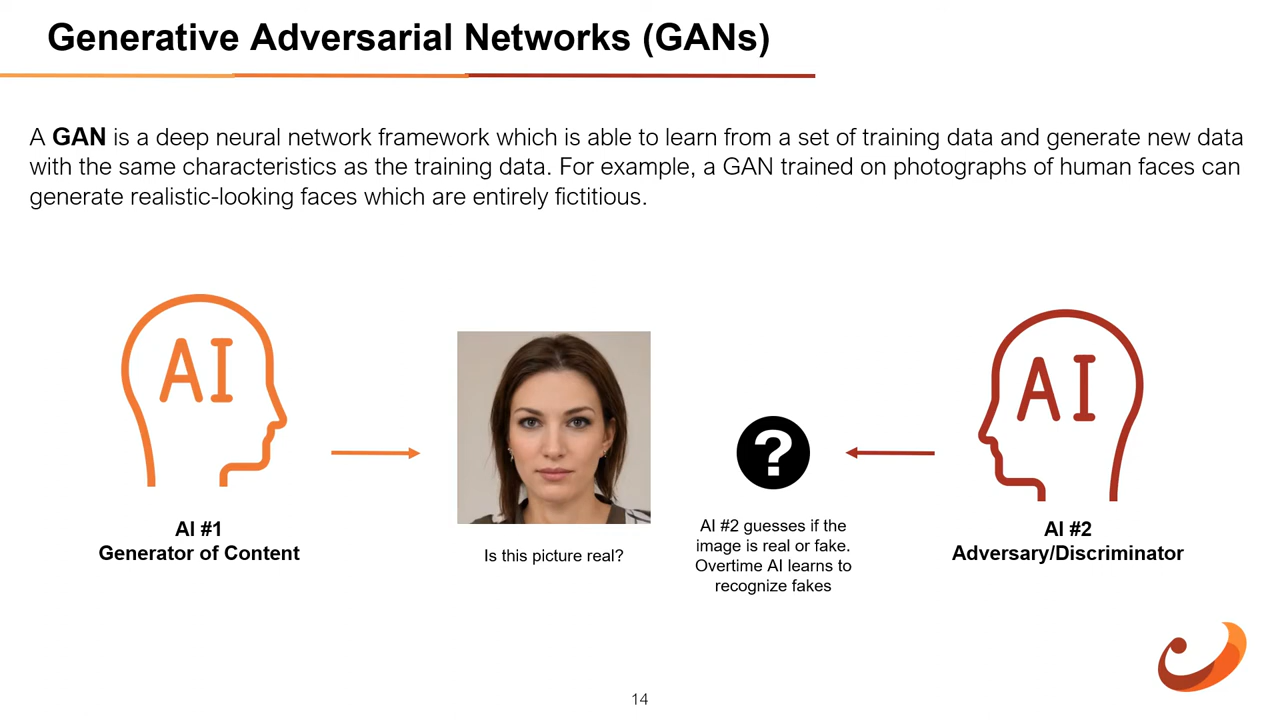 Generative Adversarial Networks (GANs)
A GAN is a deep neural network framework which is able to learn from a set of training data and generate new data
with the same characteristics as the training data. For example, a GAN trained on photographs of human faces can
generate realistic-looking faces which are entirely fictitious.
AI
AI #1
Generator of Content
Is this picture real?
?
AI #2 guesses if the
image is real or fake.
Overtime AI learns to
recognize fakes
AI
AI #2
Adversary/Discriminator
14